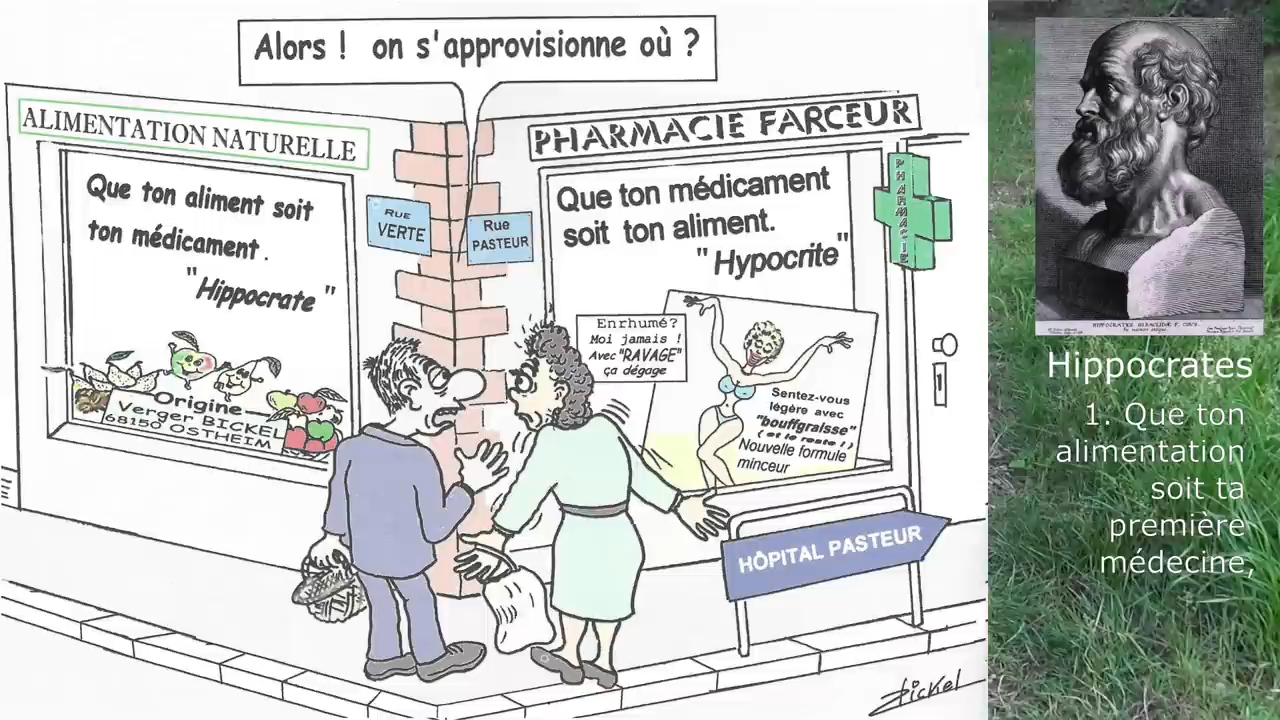 Alors ! on s'approvisionne où ?
ALIMENTATION NATURELLE
Que ton aliment soit
ton médicament .
"Hippocrate"
RUE
VERTE
Rue
PASTEUR
Origine
Verger BICKEL
68150 OSTHEIM
PHARMACIE FARCEUR
Que ton médicament
soit ton aliment.
"Hypocrite"
PHARMACIE
Enrhumé?
Moi jamais !
Avec "RAVAGE"
ça dégage
Sentez-vous
légère avec
"bouffgraisse"
( et le reste ! )
Nouvelle formule
minceur
HÔPITAL PASTEUR
Bickel
HIPPOCRATES HERACLIDÆ F. COUS.
Hippocrates
1. Que ton
alimentation
soit ta
première
médecine,